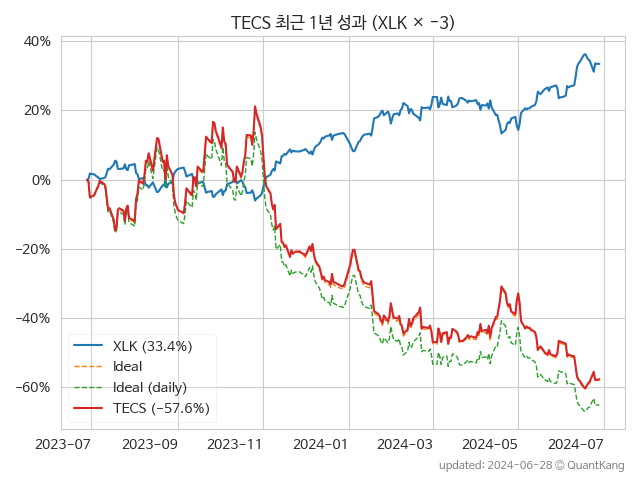 TECS 최근 1년 성과 (XLK × −3)
40%
20%
0%
−20%
−40%
−60%
XLK (33.4%)
Ideal
Ideal (daily)
TECS (−57.6%)
2023-07
2023-09
2023-11
2024-01
2024-03
2024-05
2024-07
updated: 2024-06-28 © QuantKang